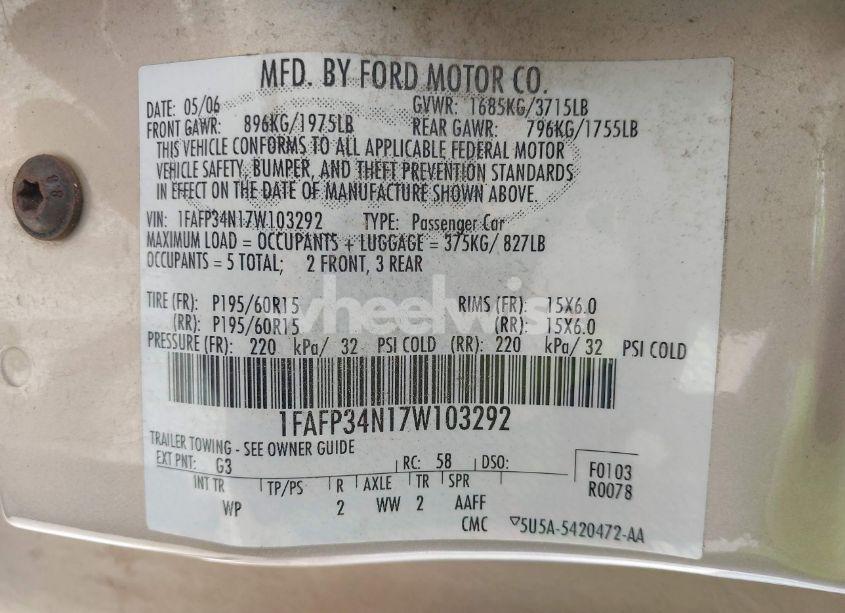 MFD. BY FORD MOTOR CO.
DATE: 05/06 GVWR: 1685KG/3715LB
FRONT GAWR: 896KG/1975LB REAR GAWR: 796KG/1755LB
THIS VEHICLE CONFORMS TO ALL APPLICABLE FEDERAL MOTOR
VEHICLE SAFETY, BUMPER, AND THEFT PREVENTION STANDARDS
IN EFFECT ON THE DATE OF MANUFACTURE SHOWN ABOVE.
VIN: 1FAFP34N17W103292 TYPE: Passenger Car
MAXIMUM LOAD = OCCUPANTS + LUGGAGE = 375KG/ 827LB
OCCUPANTS = 5 TOTAL; 2 FRONT, 3 REAR
TIRE (FR): P195/60R15 RIMS (FR): 15X6.0
(RR): P195/60R15 (RR): 15X6.0
PRESSURE (FR): 220 kPa/ 32 PSI COLD (RR): 220 kPa/ 32 PSI COLD
1FAFP34N17W103292
TRAILER TOWING - SEE OWNER GUIDE
EXT PNT: G3 RC: 58 DSO: F0103
INT TR TP/PS R AXLE TR SPR R0078
WP 2 WW 2 AAFF
CMC ▽5U5A-5420472-AA
wheelwis